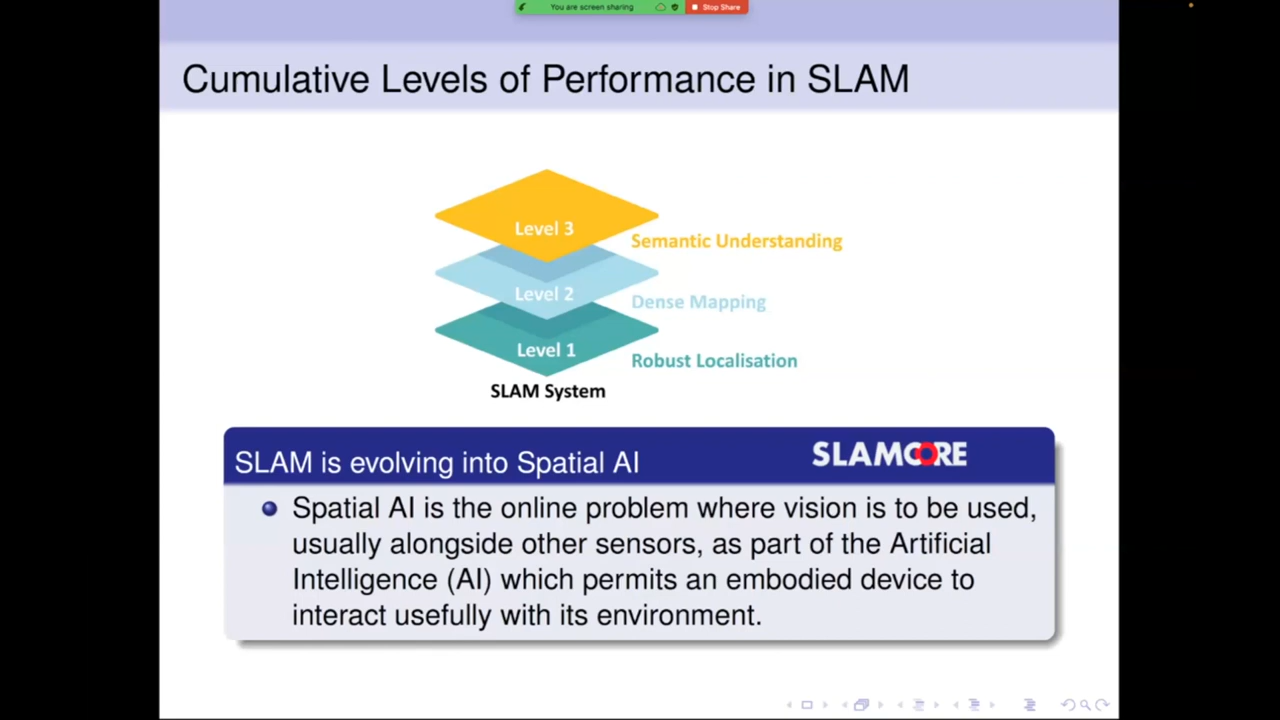 You are screen sharing
Stop Share
Cumulative Levels of Performance in SLAM
Level 3
Semantic Understanding
Level 2
Dense Mapping
Level 1
Robust Localisation
SLAM System
SLAM is evolving into Spatial AI
SLAMCORE
Spatial AI is the online problem where vision is to be used,
usually alongside other sensors, as part of the Artificial
Intelligence (AI) which permits an embodied device to
interact usefully with its environment.